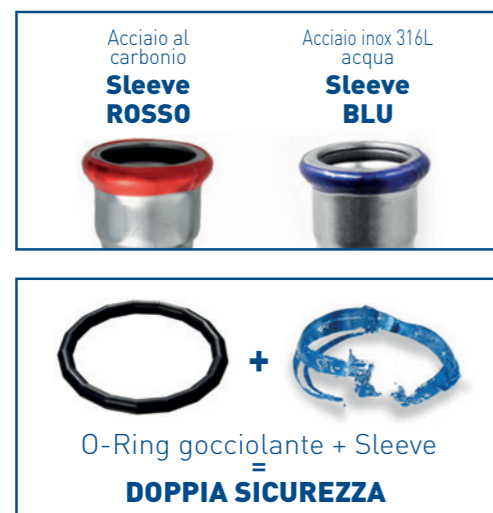 Acciaio al
carbonio
Sleeve
ROSSO
Acciaio inox 316L
acqua
Sleeve
BLU
+
O-Ring gocciolante + Sleeve
=
DOPPIA SICUREZZA